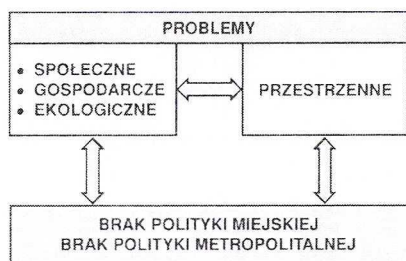 PROBLEMY
• SPOŁECZNE
• GOSPODARCZE
• EKOLOGICZNE
PRZESTRZENNE
BRAK POLITYKI MIEJSKIEJ
BRAK POLITYKI METROPOLITALNEJ